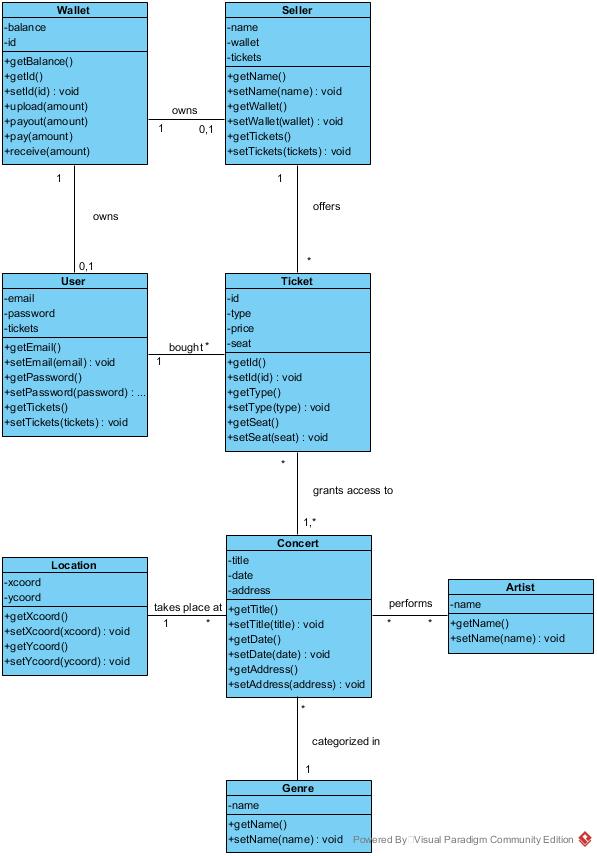 Wallet
-balance
-id
+getBalance()
+getId()
+setId(id) : void
+upload(amount)
+payout(amount)
+pay(amount)
+receive(amount)
owns
1
0,1
Seller
-name
-wallet
-tickets
+getName()
+setName(name) : void
+getWallet()
+setWallet(wallet) : void
+getTickets()
+setTickets(tickets) : void
1
owns
0,1
1
offers
*
User
-email
-password
-tickets
+getEmail()
+setEmail(email) : void
+getPassword()
+setPassword(password) : ...
+getTickets()
+setTickets(tickets) : void
bought *
1
Ticket
-id
-type
-price
-seat
+getId()
+setId(id) : void
+getType()
+setType(type) : void
+getSeat()
+setSeat(seat) : void
*
grants access to
1,*
Location
-xcoord
-ycoord
+getXcoord()
+setXcoord(xcoord) : void
+getYcoord()
+setYcoord(ycoord) : void
takes place at
1
*
Concert
-title
-date
-address
+getTitle()
+setTitle(title) : void
+getDate()
+setDate(date) : void
+getAddress()
+setAddress(address) : void
performs
*
*
Artist
-name
+getName()
+setName(name) : void
*
categorized in
1
Genre
-name
+getName()
+setName(name) : void
Powered By Visual Paradigm Community Edition